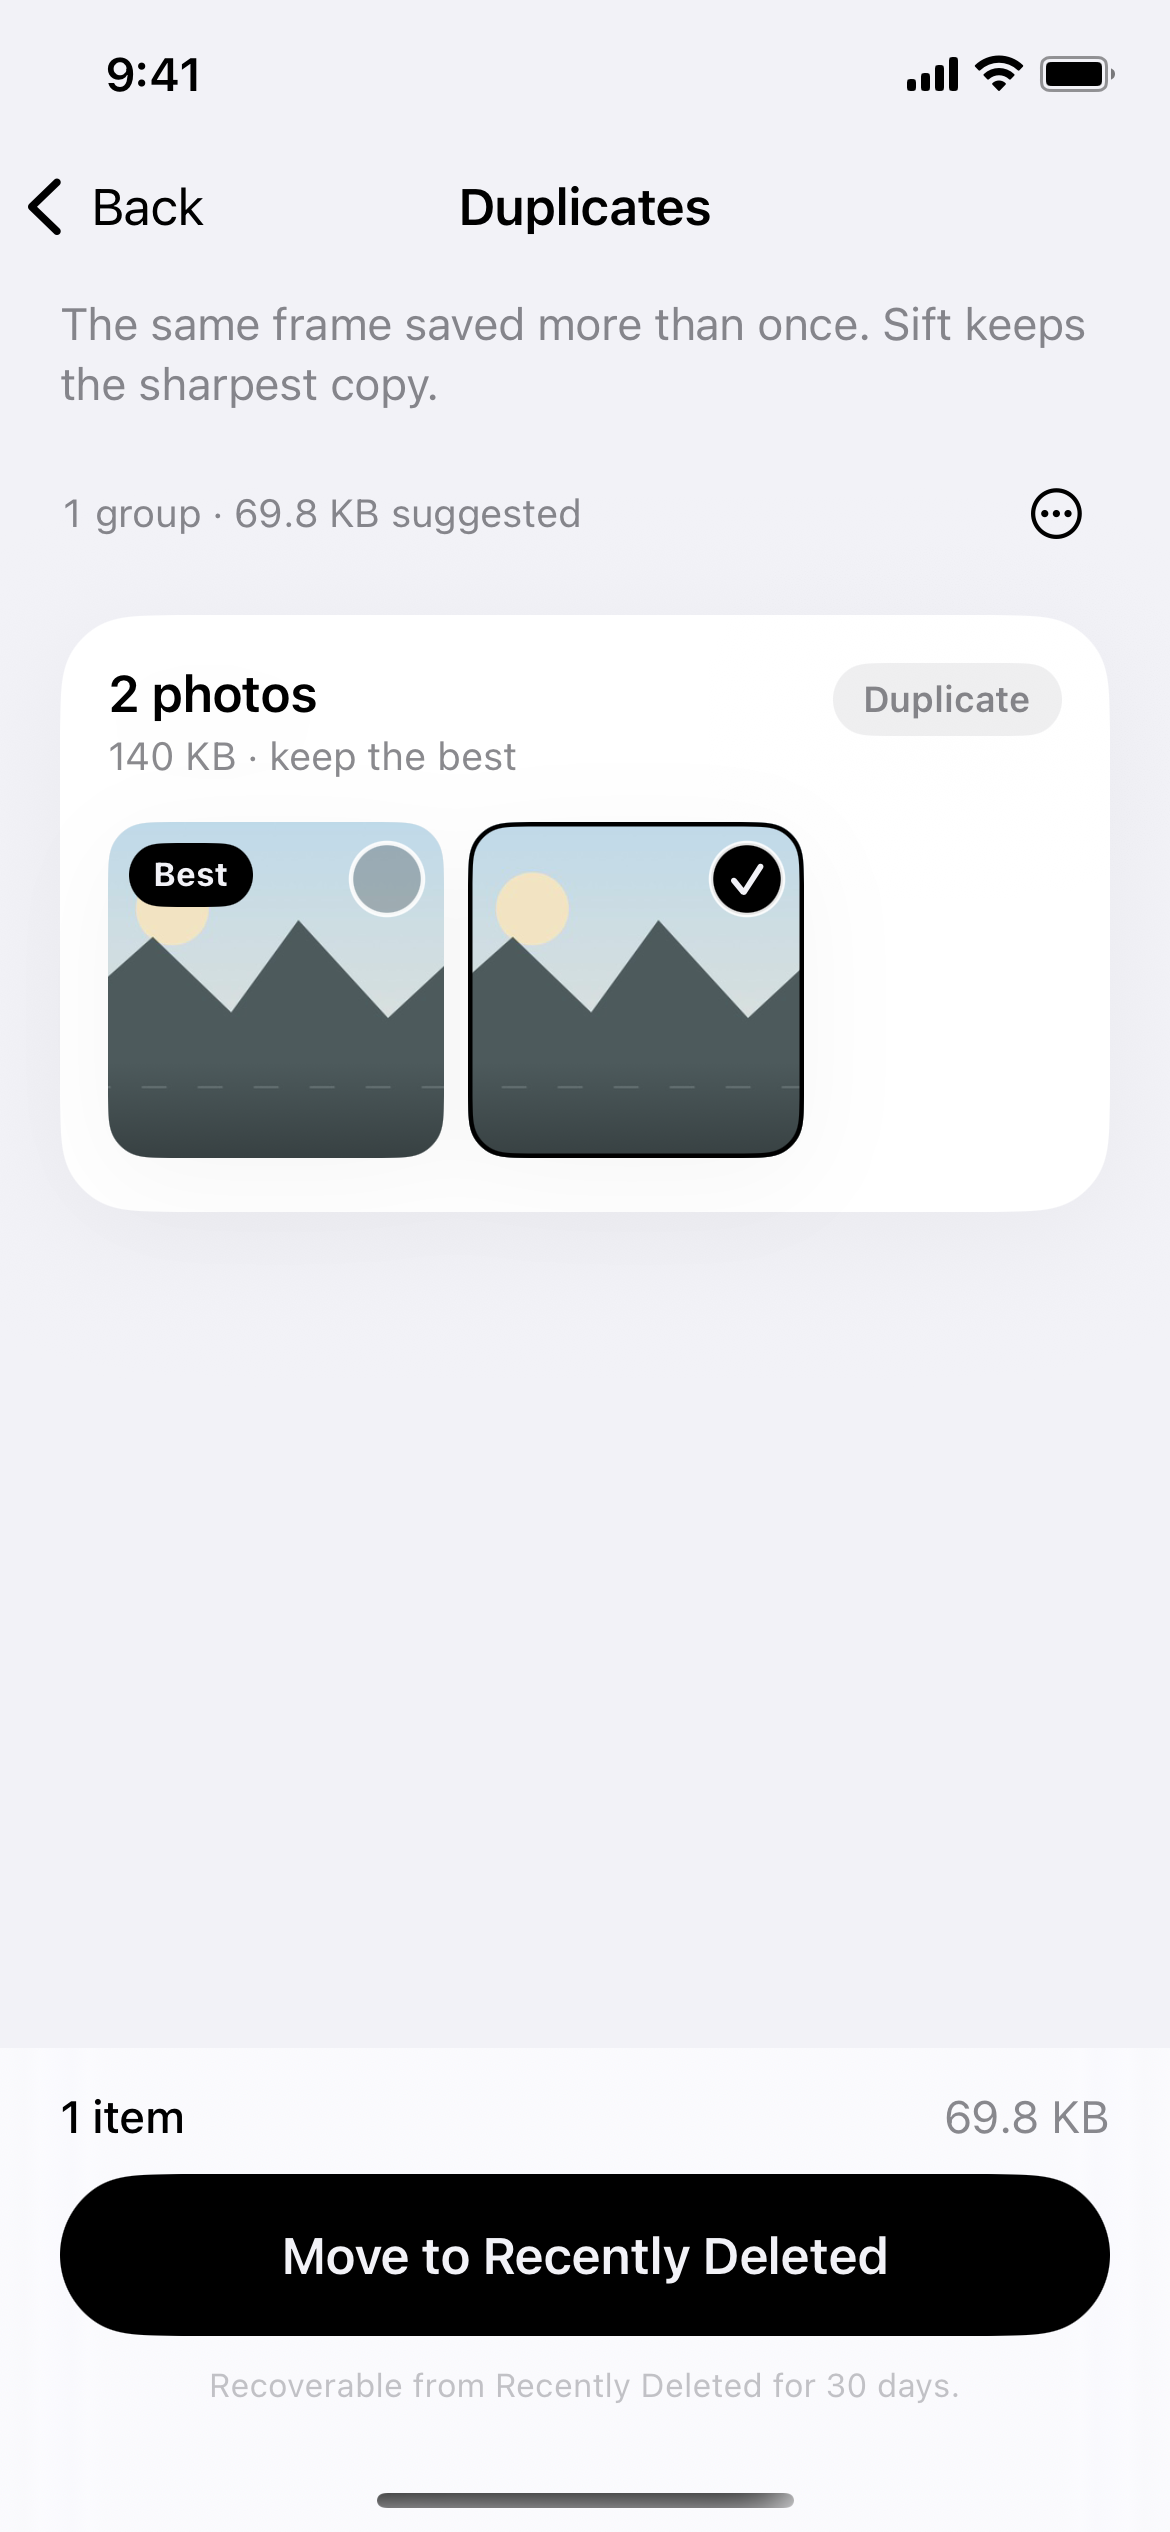 9:41
Back
Duplicates
The same frame saved more than once. Sift keeps
the sharpest copy.
1 group · 69.8 KB suggested
2 photos
Duplicate
140 KB · keep the best
Best
1 item
69.8 KB
Move to Recently Deleted
Recoverable from Recently Deleted for 30 days.